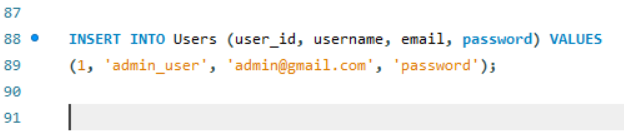 87
88 INSERT INTO Users (user_id, username, email, password) VALUES
89 (1, 'admin_user', 'admin@gmail.com', 'password');
90
91